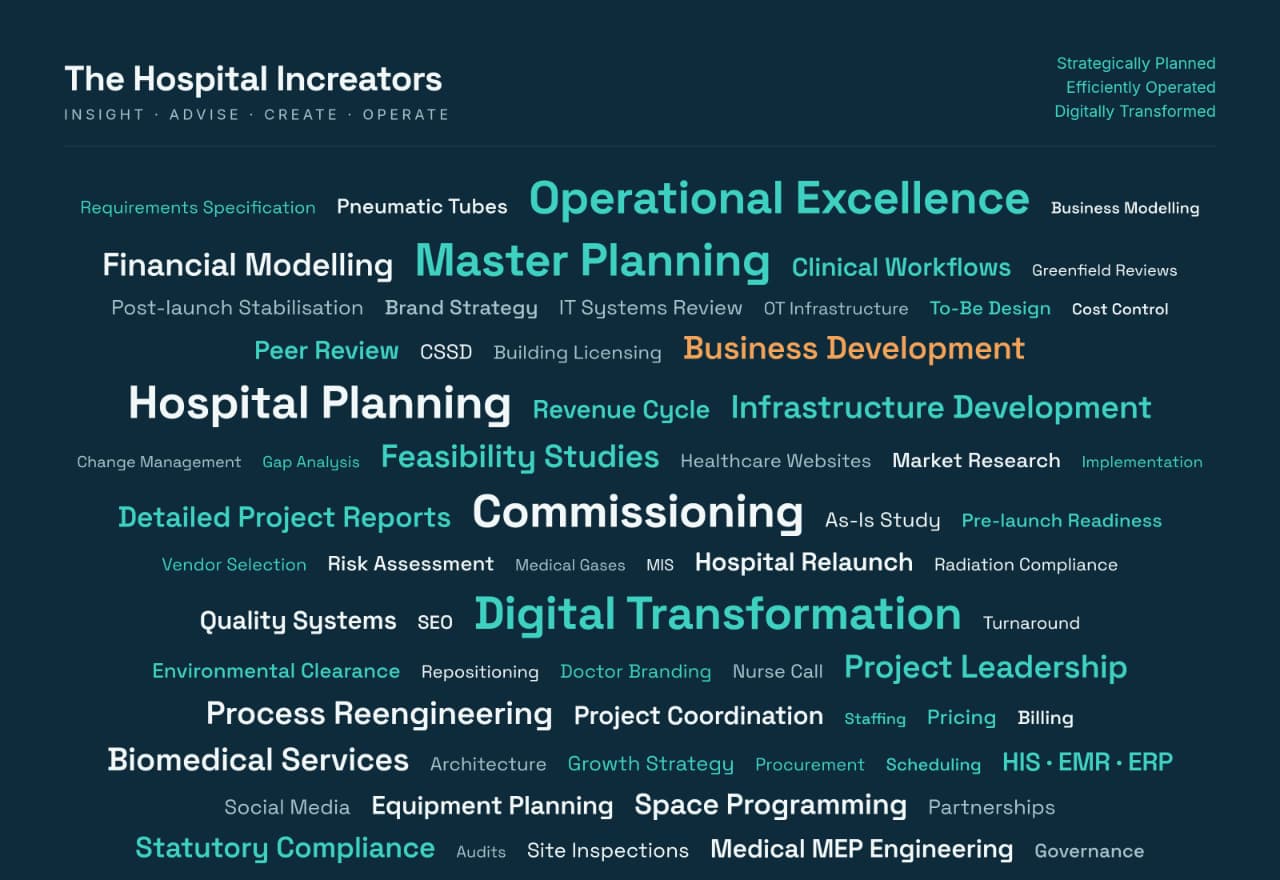 The Hospital Increators
INSIGHT · ADVISE · CREATE · OPERATE
Strategically Planned
Efficiently Operated
Digitally Transformed
Requirements Specification Pneumatic Tubes Operational Excellence Business Modelling
Financial Modelling Master Planning Clinical Workflows Greenfield Reviews
Post-launch Stabilisation Brand Strategy IT Systems Review OT Infrastructure To-Be Design Cost Control
Peer Review CSSD Building Licensing Business Development
Hospital Planning Revenue Cycle Infrastructure Development
Change Management Gap Analysis Feasibility Studies Healthcare Websites Market Research Implementation
Detailed Project Reports Commissioning As-Is Study Pre-launch Readiness
Vendor Selection Risk Assessment Medical Gases MIS Hospital Relaunch Radiation Compliance
Quality Systems SEO Digital Transformation Turnaround
Environmental Clearance Repositioning Doctor Branding Nurse Call Project Leadership
Process Reengineering Project Coordination Staffing Pricing Billing
Biomedical Services Architecture Growth Strategy Procurement Scheduling HIS · EMR · ERP
Social Media Equipment Planning Space Programming Partnerships
Statutory Compliance Audits Site Inspections Medical MEP Engineering Governance